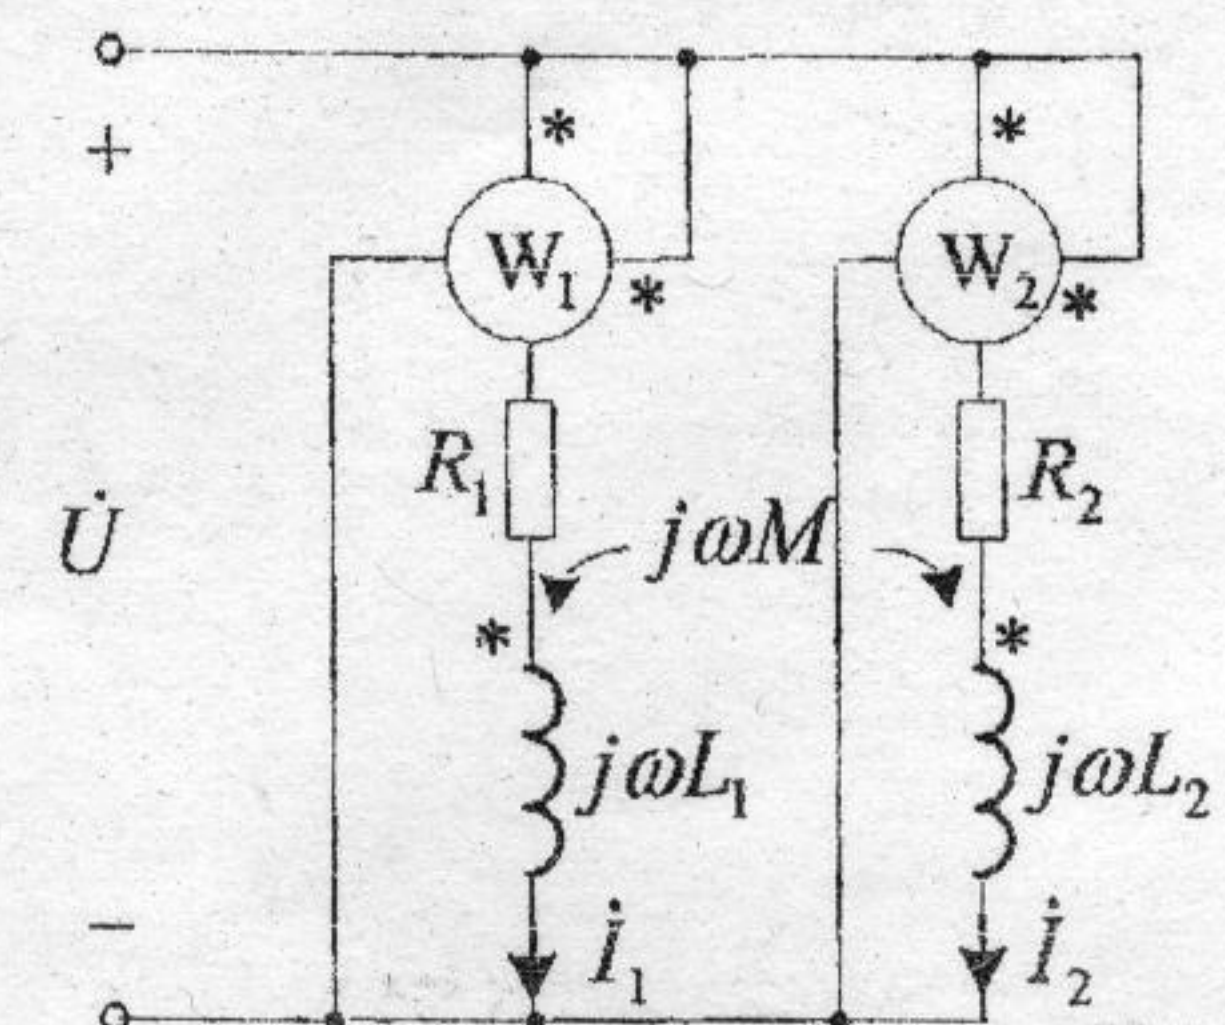 *
*
+
W₁
W₂
*
*
R₁
R₂
U̇
jωM
*
*
jωL₁
jωL₂
−
İ₁
İ₂